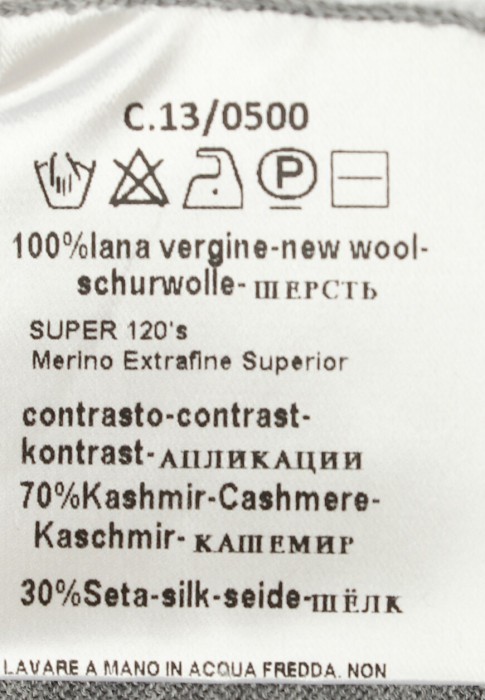 C.13/0500
P
100%lana vergine-new wool-
schurwolle-ШЕРСТЬ
SUPER 120's
Merino Extrafine Superior
contrasto-contrast-
kontrast-АПЛИКАЦИИ
70%Kashmir-Cashmere-
Kaschmir-КАШЕМИР
30%Seta-silk-seide-ШЁЛК
LAVARE A MANO IN ACQUA FREDDA. NON